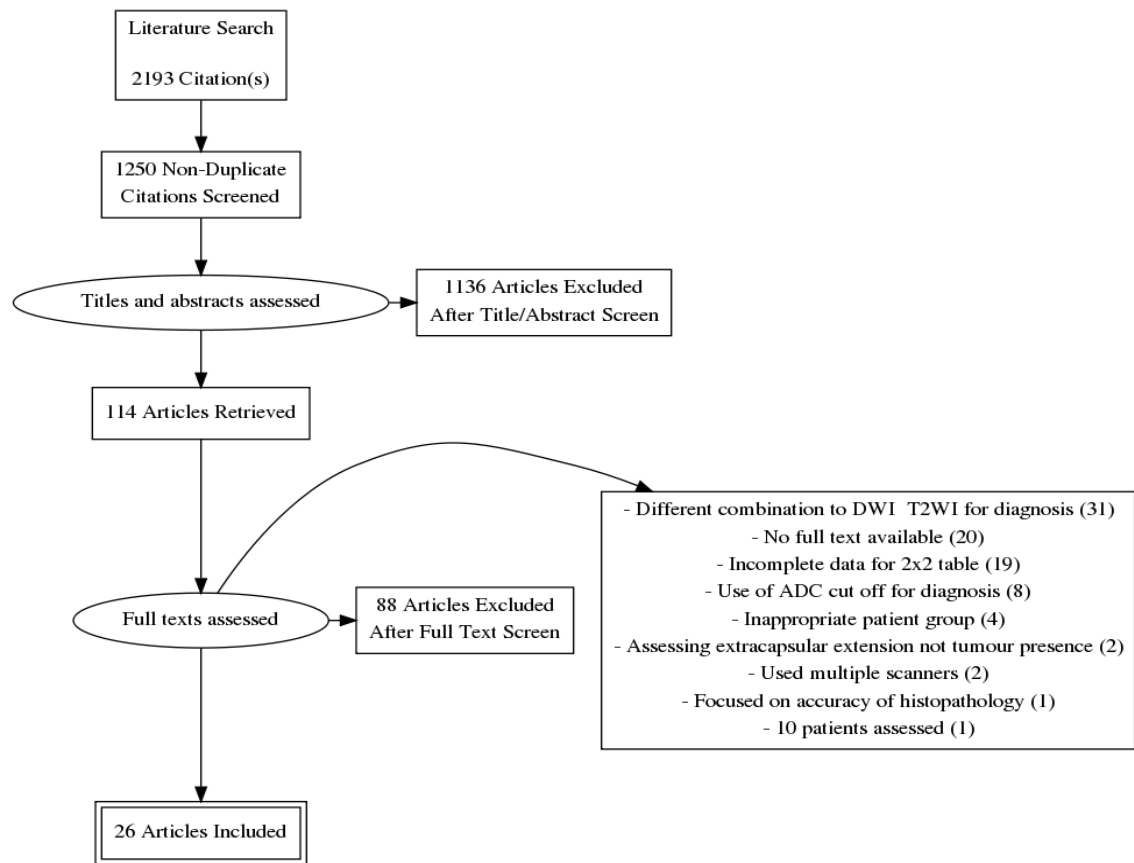 Literature Search
2193 Citation(s)
1250 Non-Duplicate
Citations Screened
Titles and abstracts assessed
1136 Articles Excluded
After Title/Abstract Screen
114 Articles Retrieved
Full texts assessed
88 Articles Excluded
After Full Text Screen
- Different combination to DWI  T2WI for diagnosis (31)
- No full text available (20)
- Incomplete data for 2x2 table (19)
- Use of ADC cut off for diagnosis (8)
- Inappropriate patient group (4)
- Assessing extracapsular extension not tumour presence (2)
- Used multiple scanners (2)
- Focused on accuracy of histopathology (1)
- 10 patients assessed (1)
26 Articles Included